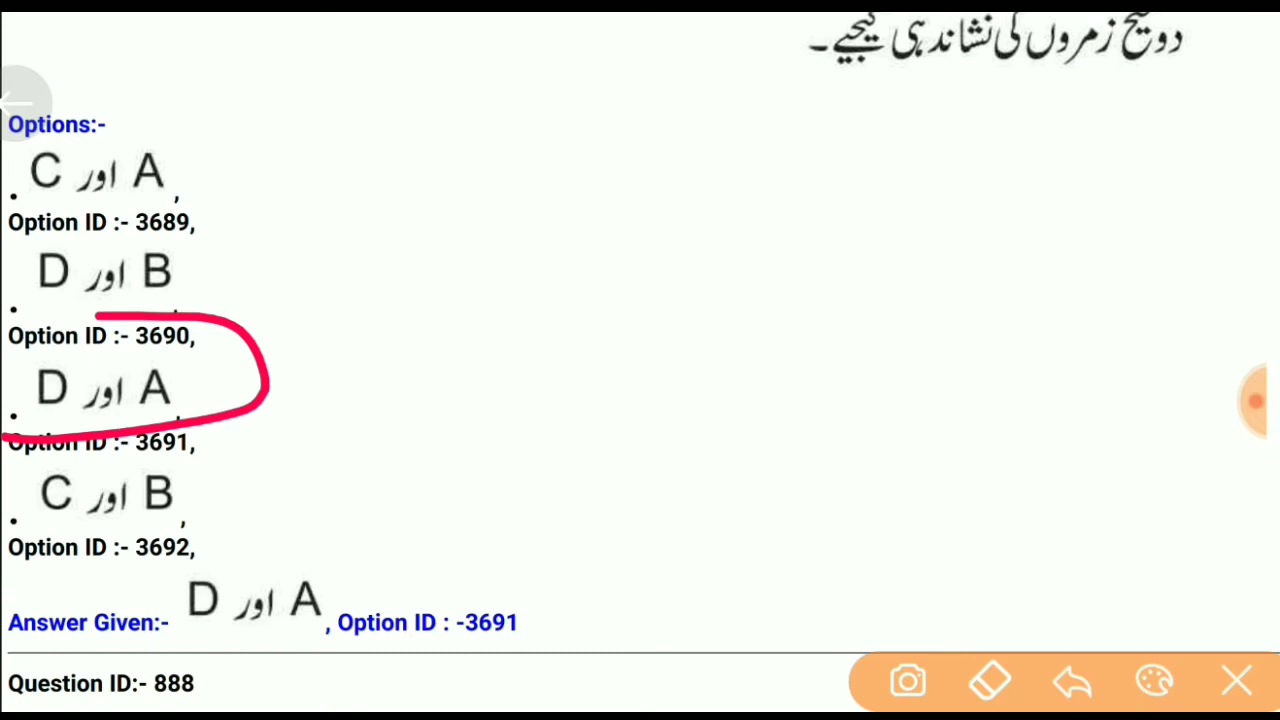 دو صحیح زمروں کی نشاندہی کیجیے ۔
Options:-
C اور A ,
Option ID :- 3689,
D اور B ,
Option ID :- 3690,
D اور A ,
Option ID :- 3691,
C اور B ,
Option ID :- 3692,
Answer Given:- D اور A , Option ID : -3691
Question ID:- 888